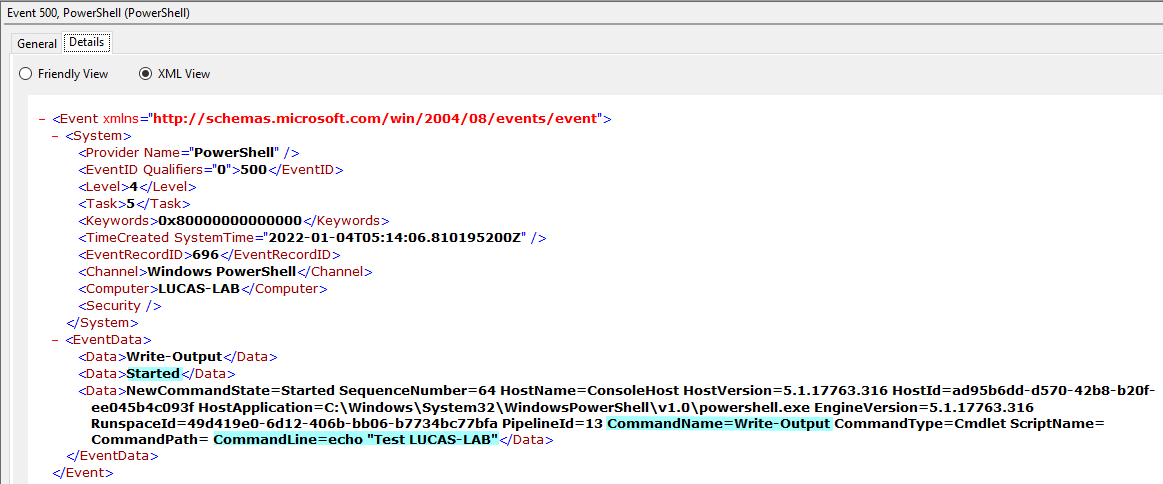 Event 500, PowerShell (PowerShell)
General Details
Friendly View XML View
– <Event xmlns="http://schemas.microsoft.com/win/2004/08/events/event">
– <System>
<Provider Name="PowerShell" />
<EventID Qualifiers="0">500</EventID>
<Level>4</Level>
<Task>5</Task>
<Keywords>0x80000000000000</Keywords>
<TimeCreated SystemTime="2022-01-04T05:14:06.810195200Z" />
<EventRecordID>696</EventRecordID>
<Channel>Windows PowerShell</Channel>
<Computer>LUCAS-LAB</Computer>
<Security />
</System>
– <EventData>
<Data>Write-Output</Data>
<Data>Started</Data>
<Data>NewCommandState=Started SequenceNumber=64 HostName=ConsoleHost HostVersion=5.1.17763.316 HostId=ad95b6dd-d570-42b8-b20f-
ee045b4c093f HostApplication=C:\Windows\System32\WindowsPowerShell\v1.0\powershell.exe EngineVersion=5.1.17763.316
RunspaceId=49d419e0-6d12-406b-bb06-b7734bc77bfa PipelineId=13 CommandName=Write-Output CommandType=Cmdlet ScriptName=
CommandPath= CommandLine=echo "Test LUCAS-LAB"</Data>
</EventData>
</Event>